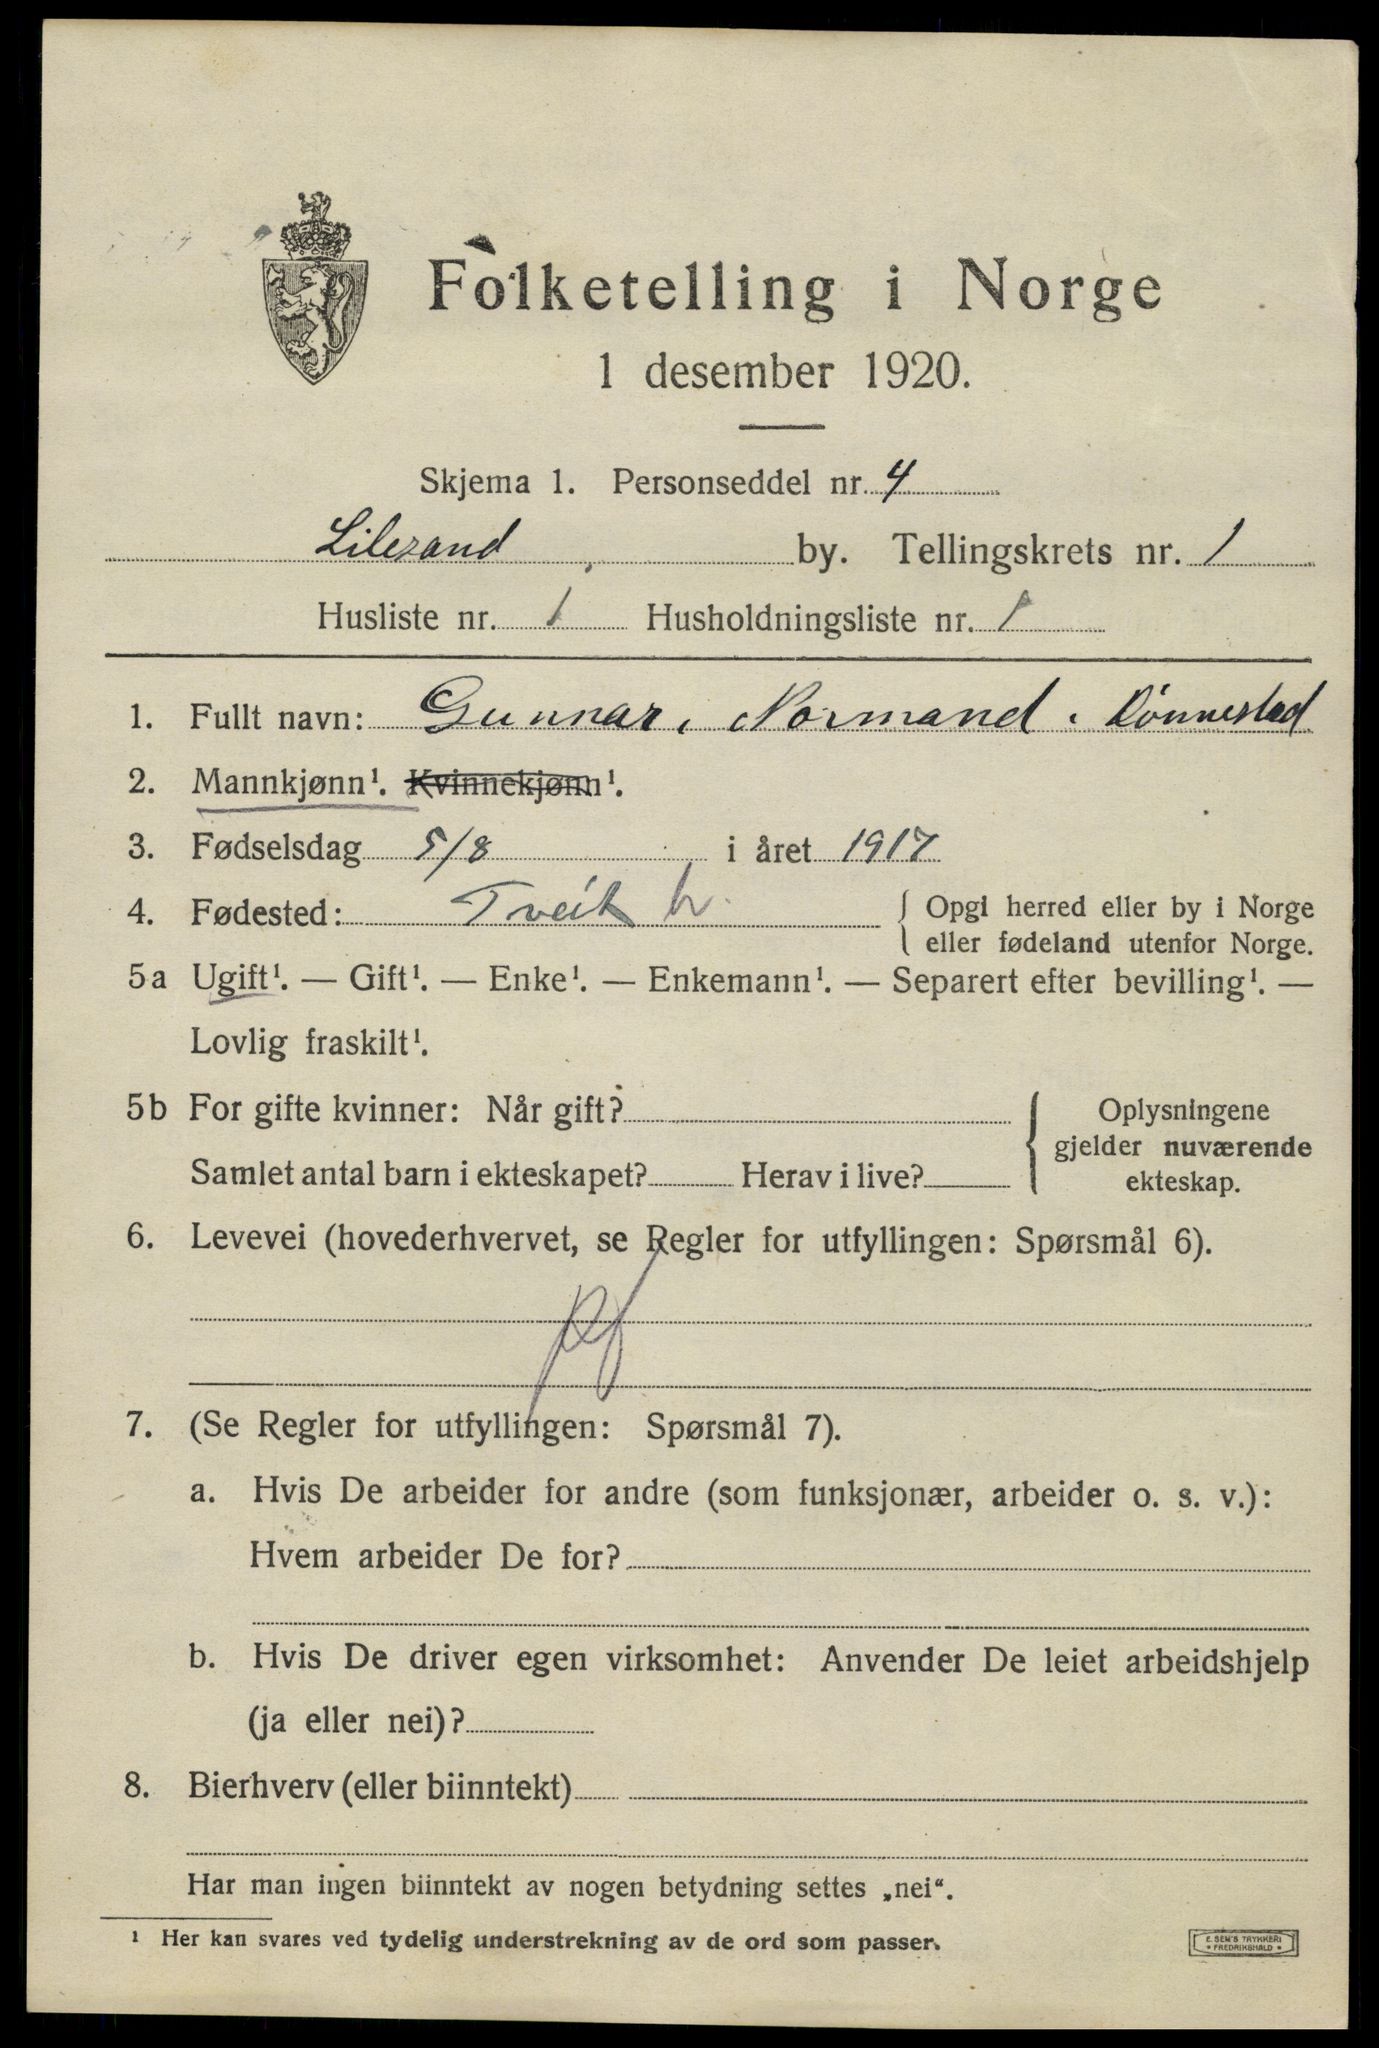 Folketelling i Norge
1 desember 1920.
Skjema 1. Personseddel nr. 4
Lilesand by. Tellingskrets nr. 1
Husliste nr. 1 Husholdningsliste nr. 1
1. Fullt navn: Gunnar, Normand. Rønnestad
2. Mannkjønn¹. Kvinnekjønn¹.
3. Fødselsdag 5/8 i året 1917
4. Fødested: Tveit h. { Opgi herred eller by i Norge
eller fødeland utenfor Norge.
5a Ugift¹. — Gift¹. — Enke¹. — Enkemann¹. — Separert efter bevilling¹. —
Lovlig fraskilt¹.
5b For gifte kvinner: Når gift?
Samlet antal barn i ekteskapet? Herav i live?
{ Oplysningene
gjelder nuværende
ekteskap.
6. Levevei (hovederhvervet, se Regler for utfyllingen: Spørsmål 6).
7. (Se Regler for utfyllingen: Spørsmål 7).
a. Hvis De arbeider for andre (som funksjonær, arbeider o. s. v.):
Hvem arbeider De for?
b. Hvis De driver egen virksomhet: Anvender De leiet arbeidshjelp
(ja eller nei)?
8. Bierhverv (eller biinntekt)
Har man ingen biinntekt av nogen betydning settes „nei“.
¹ Her kan svares ved tydelig understrekning av de ord som passer.
E. SEM'S TRYKKERI
• FREDRIKSHALD •